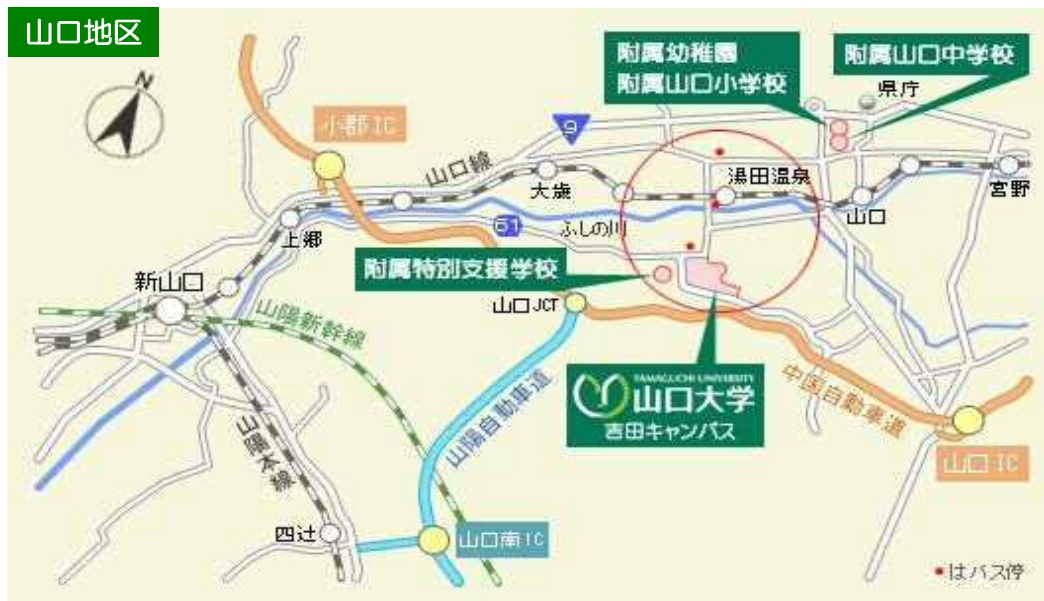 山口地区
N
附属幼稚園
附属山口小学校
附属山口中学校
県庁
小郡IC
9
山口線
大歳
湯田温泉
山口
宮野
61
ふしの川
上郷
附属特別支援学校
新山口
山口JCT
山陽新幹線
YAMAGUCHI UNIVERSITY
山口大学
吉田キャンパス
中国自動車道
山陽自動車道
山陽本線
山口IC
四辻
山口南IC
●はバス停